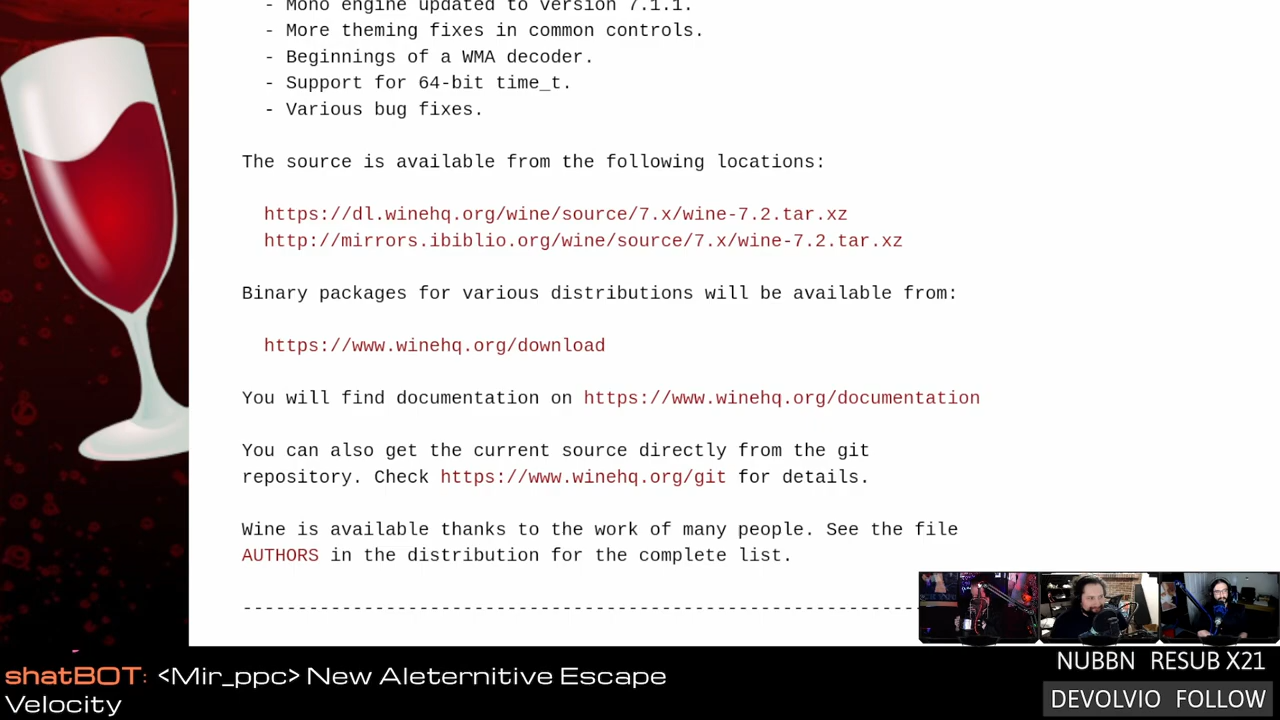 - Mono engine updated to version 7.1.1.
- More theming fixes in common controls.
- Beginnings of a WMA decoder.
- Support for 64-bit time_t.
- Various bug fixes.
The source is available from the following locations:
https://dl.winehq.org/wine/source/7.x/wine-7.2.tar.xz
http://mirrors.ibiblio.org/wine/source/7.x/wine-7.2.tar.xz
Binary packages for various distributions will be available from:
https://www.winehq.org/download
You will find documentation on https://www.winehq.org/documentation
You can also get the current source directly from the git
repository. Check https://www.winehq.org/git for details.
Wine is available thanks to the work of many people. See the file
AUTHORS in the distribution for the complete list.
--------------------------------------------------------------
shatBOT: <Mir_ppc> New Aleternitive Escape
Velocity
NUBBN RESUB X21
DEVOLVIO FOLLOW